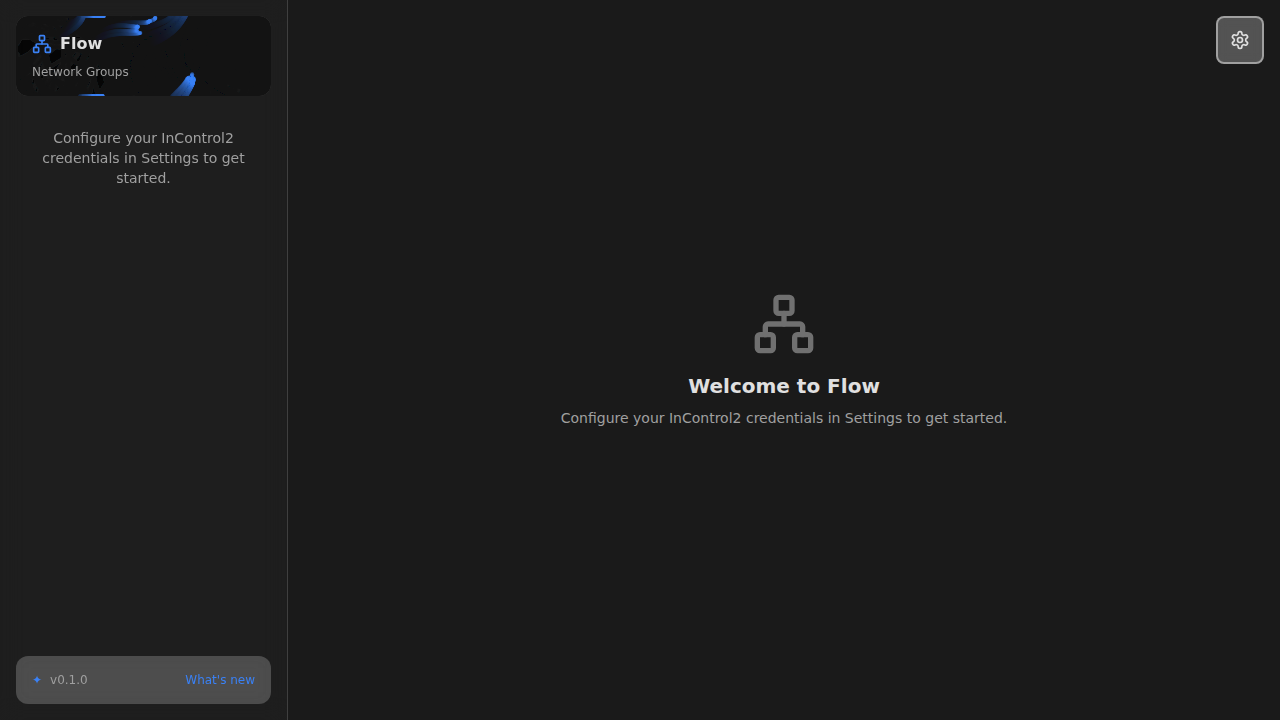 Flow
Network Groups
Configure your InControl2
credentials in Settings to get
started.
Welcome to Flow
Configure your InControl2 credentials in Settings to get started.
v0.1.0
What's new